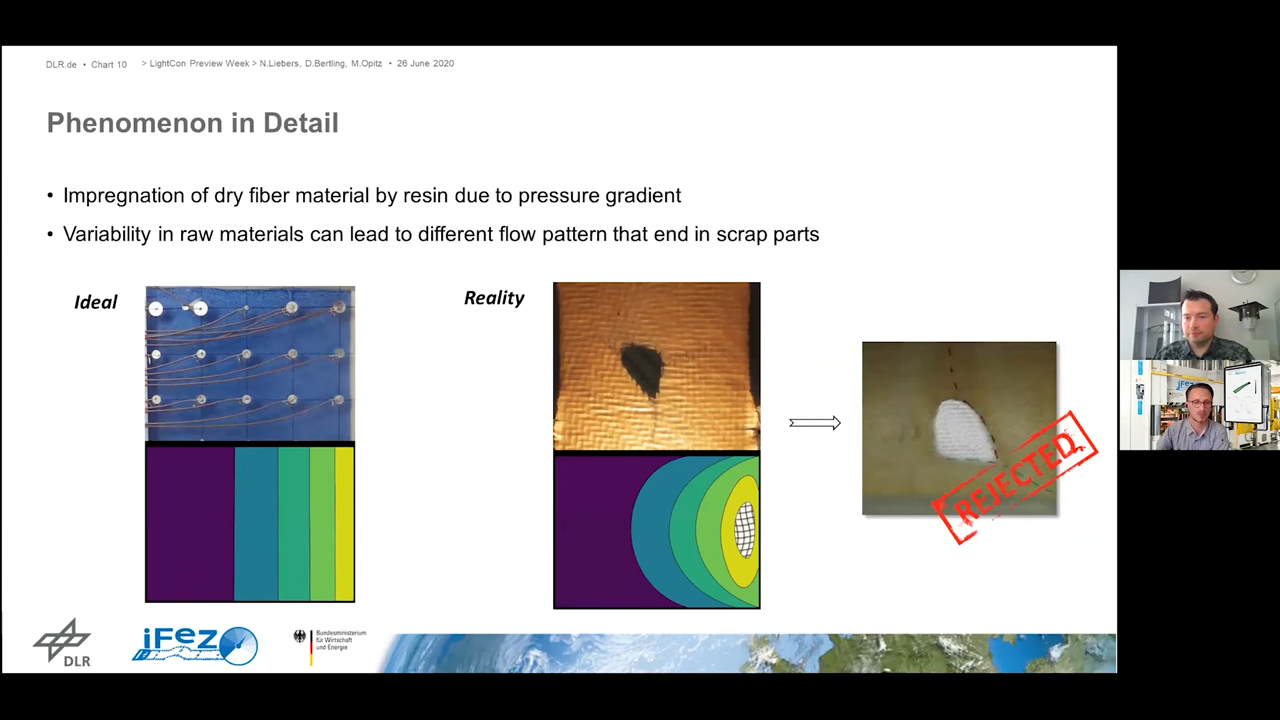 DLR.de • Chart 10 > LightCon Preview Week > N.Liebers, D.Bertling, M.Opitz • 26 June 2020
Phenomenon in Detail
• Impregnation of dry fiber material by resin due to pressure gradient
• Variability in raw materials can lead to different flow pattern that end in scrap parts
Ideal
Reality
REJECTED
DLR
iFEZ
Bundesministerium
für Wirtschaft
und Energie